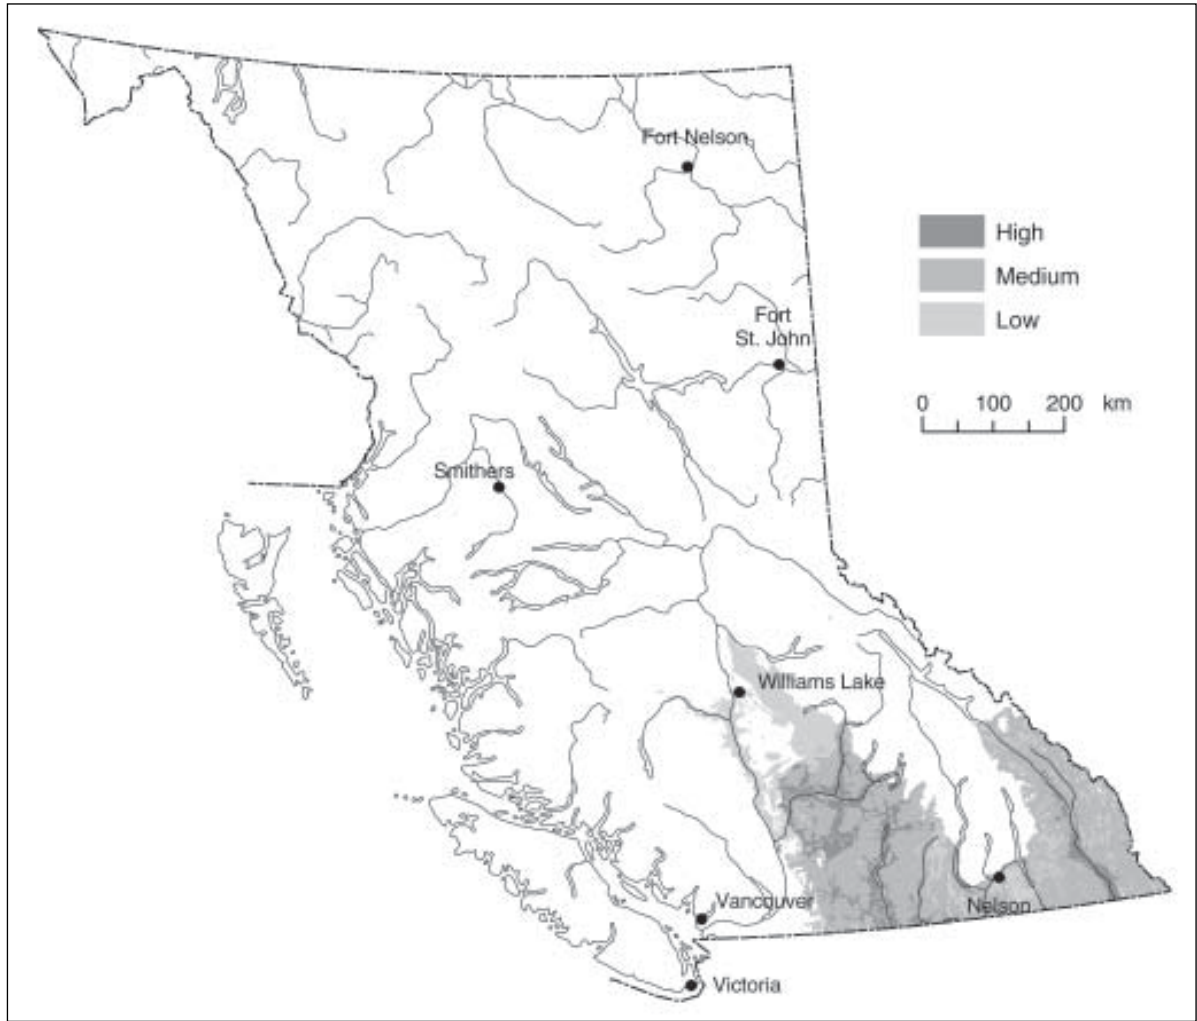 Fort Nelson
High
Medium
Fort
St. John
Low
0 100 200 km
Smithers
Williams Lake
Vancouver
Nelson
Victoria